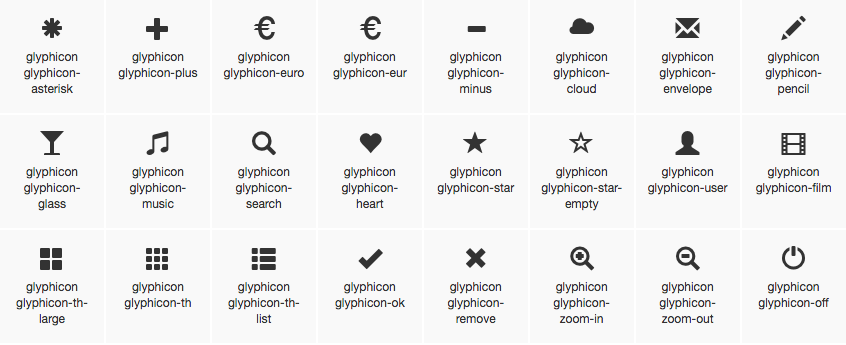 glyphicon
glyphicon-
asterisk
glyphicon
glyphicon-plus
glyphicon
glyphicon-euro
glyphicon
glyphicon-eur
glyphicon
glyphicon-
minus
glyphicon
glyphicon-
cloud
glyphicon
glyphicon-
envelope
glyphicon
glyphicon-
pencil
glyphicon
glyphicon-
glass
glyphicon
glyphicon-
music
glyphicon
glyphicon-
search
glyphicon
glyphicon-
heart
glyphicon
glyphicon-star
glyphicon
glyphicon-star-
empty
glyphicon
glyphicon-user
glyphicon
glyphicon-film
glyphicon
glyphicon-th-
large
glyphicon
glyphicon-th
glyphicon
glyphicon-th-
list
glyphicon
glyphicon-ok
glyphicon
glyphicon-
remove
glyphicon
glyphicon-
zoom-in
glyphicon
glyphicon-
zoom-out
glyphicon
glyphicon-off